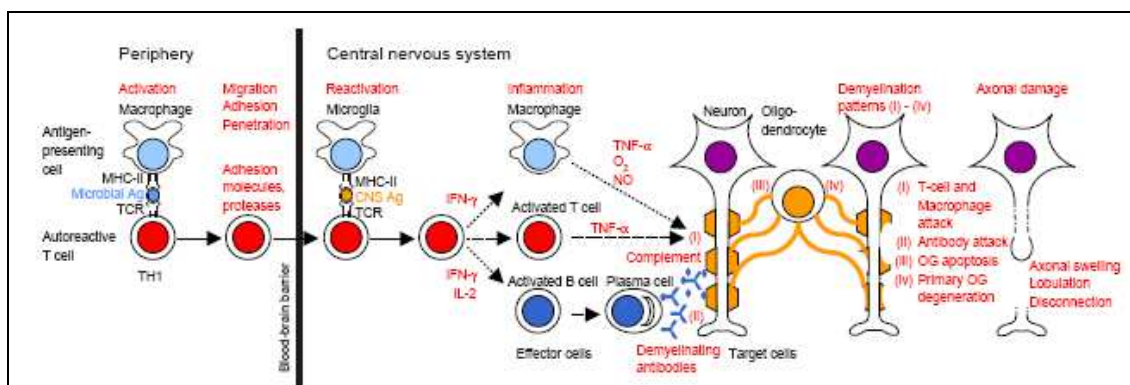 Periphery
Central nervous system
Activation
Macrophage
Migration
Adhesion
Penetration
Antigen-
presenting
cell
MHC-II
Microbial Ag
TCR
Adhesion
molecules,
proteases
Autoreactive
T cell
TH1
Blood-brain barrier
Reactivation
Microglia
MHC-II
CNS Ag
TCR
IFN-γ
IFN-γ
IL-2
Inflammation
Macrophage
Activated T cell
Activated B cell
Plasma cell
Effector cells
TNF-α
O2
NO
TNF-α
(I)
Complement
(II)
Demyelinating
antibodies
Neuron
Oligo-
dendrocyte
(III)
(IV)
Target cells
Demyelination
patterns (I) - (IV)
(I) T-cell and
Macrophage
attack
(II) Antibody attack
(III) OG apoptosis
(IV) Primary OG
degeneration
Axonal damage
Axonal swelling
Lobulation
Disconnection